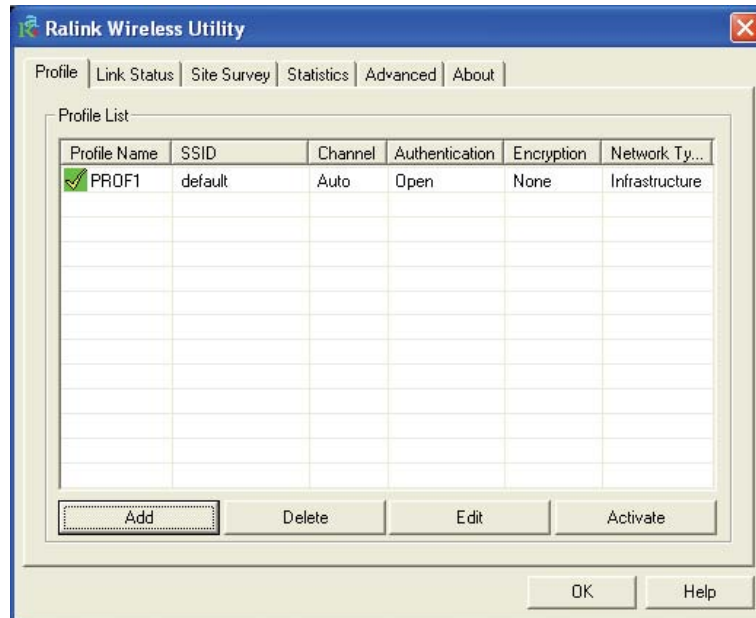 Ralink Wireless Utility
Profile Link Status Site Survey Statistics Advanced About
Profile List
Profile Name SSID Channel Authentication Encryption Network Ty...
PROF1 default Auto Open None Infrastructure
Add Delete Edit Activate
OK Help